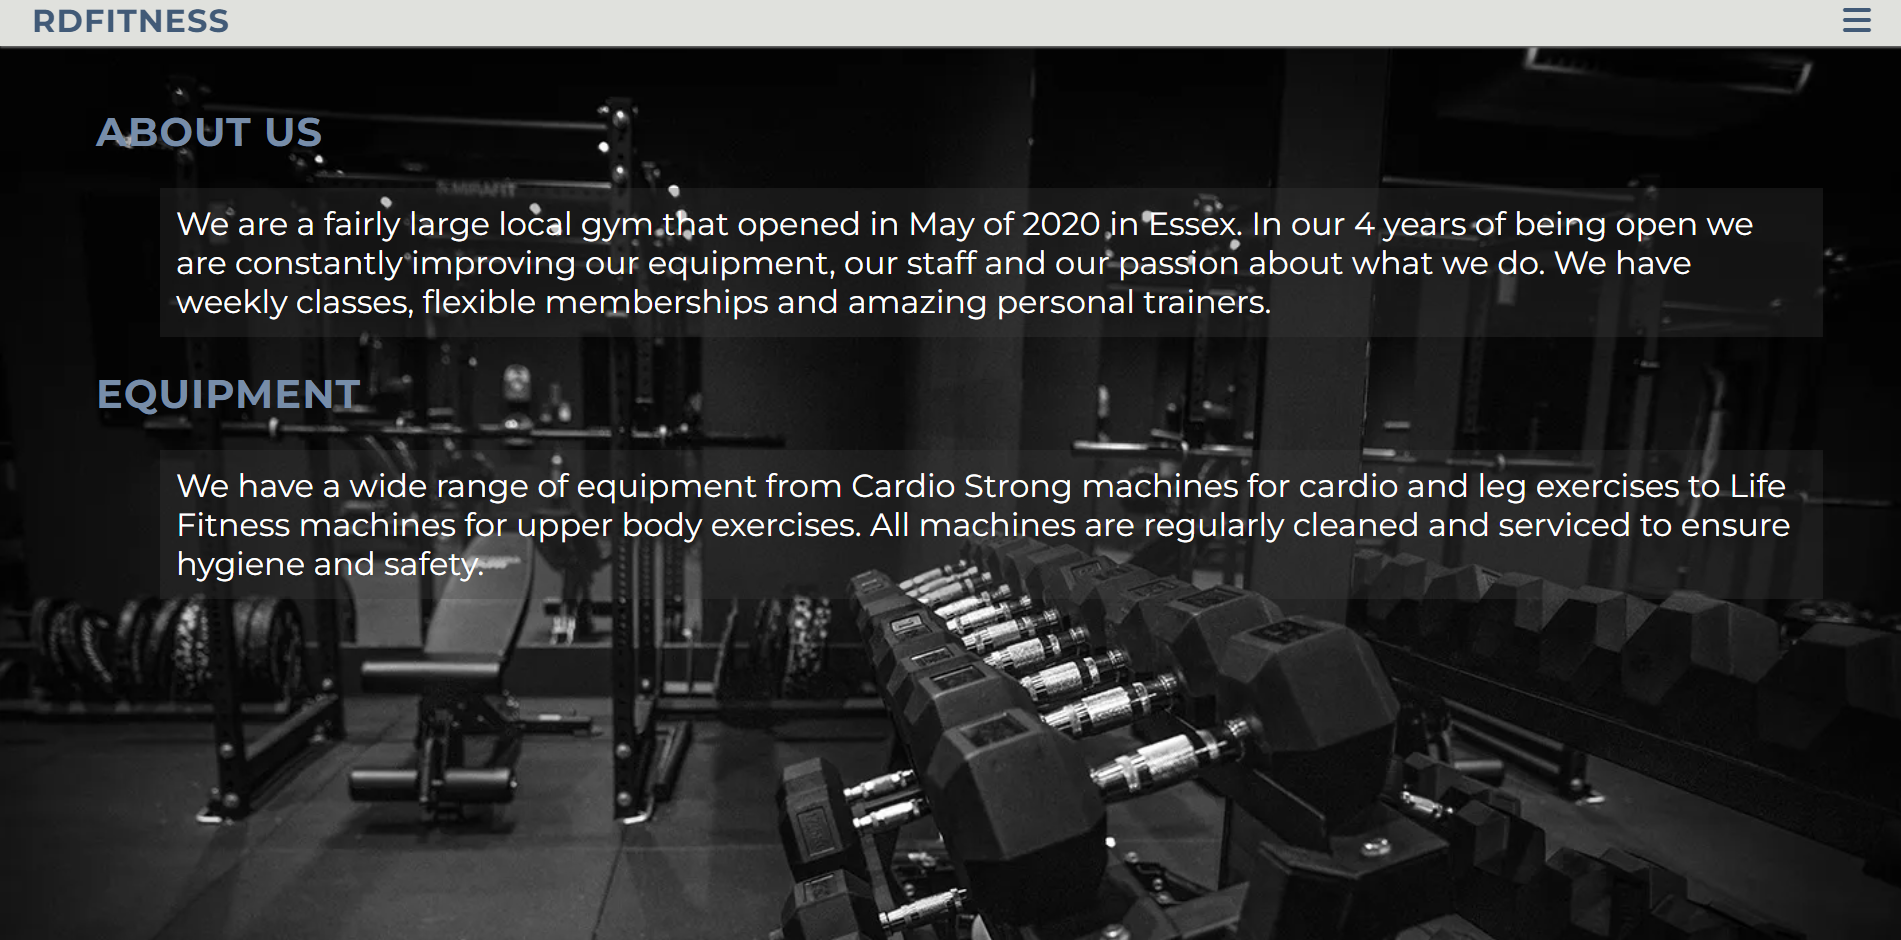 RDFITNESS
ABOUT US
We are a fairly large local gym that opened in May of 2020 in Essex. In our 4 years of being open we
are constantly improving our equipment, our staff and our passion about what we do. We have
weekly classes, flexible memberships and amazing personal trainers.
EQUIPMENT
We have a wide range of equipment from Cardio Strong machines for cardio and leg exercises to Life
Fitness machines for upper body exercises. All machines are regularly cleaned and serviced to ensure
hygiene and safety.